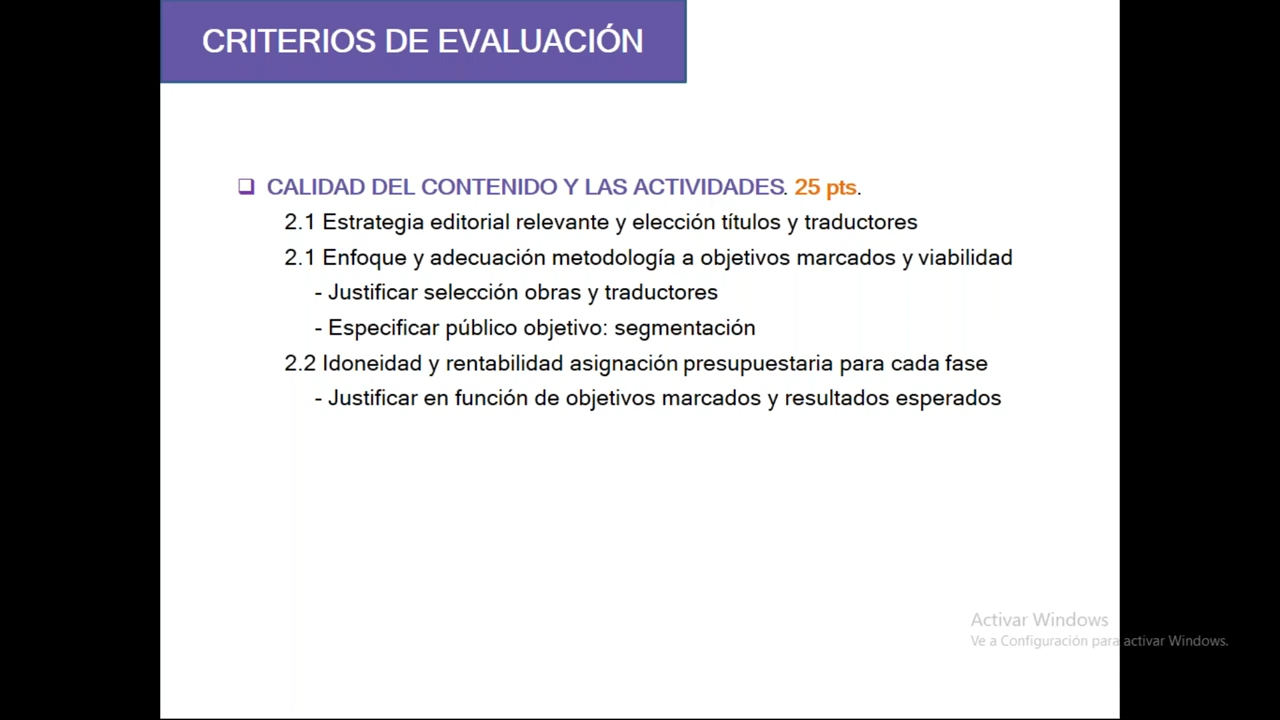 CRITERIOS DE EVALUACIÓN
CALIDAD DEL CONTENIDO Y LAS ACTIVIDADES. 25 pts.
2.1 Estrategia editorial relevante y elección títulos y traductores
2.1 Enfoque y adecuación metodología a objetivos marcados y viabilidad
- Justificar selección obras y traductores
- Especificar público objetivo: segmentación
2.2 Idoneidad y rentabilidad asignación presupuestaria para cada fase
- Justificar en función de objetivos marcados y resultados esperados
Activar Windows
Ve a Configuración para activar Windows.